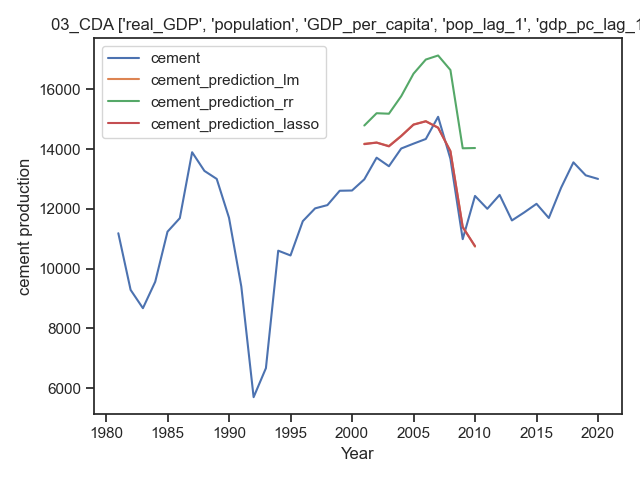 03_CDA ['real_GDP', 'population', 'GDP_per_capita', 'pop_lag_1', 'gdp_pc_lag_1
cement
cement_prediction_lm
cement_prediction_rr
cement_prediction_lasso
16000
14000
12000
10000
8000
6000
cement production
1980 1985 1990 1995 2000 2005 2010 2015 2020
Year